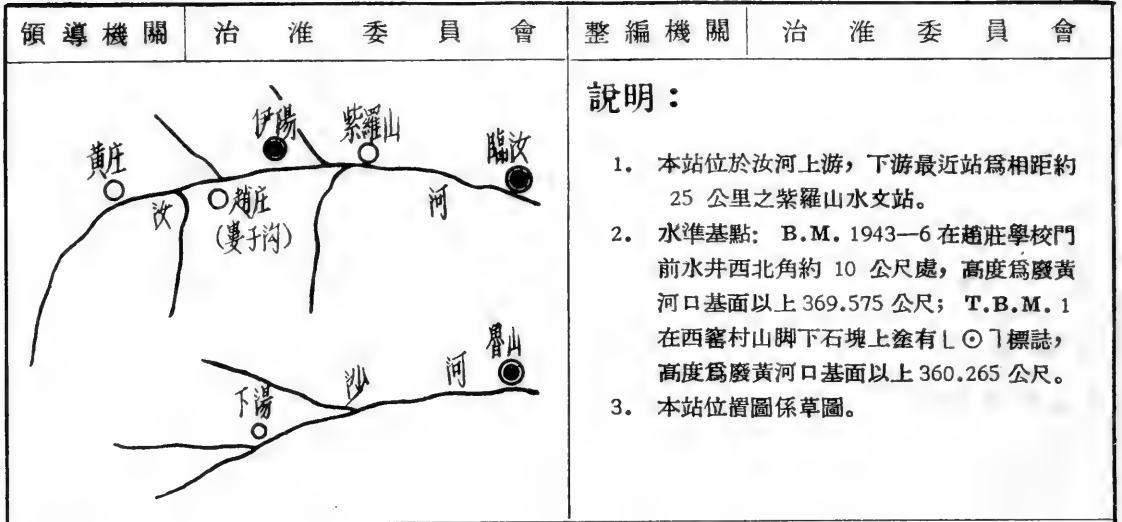 領導機關 治淮委員會 整編機關 治淮委員會
伊陽
紫羅山
黃庄
臨汝
汝
趙庄
河
(婁子沟)
魯山
沙
河
下湯
說明：
1. 本站位於汝河上游，下游最近站爲相距約
25 公里之紫羅山水文站。
2. 水準基點： B.M. 1943—6 在趙莊學校門
前水井西北角約 10 公尺處，高度爲廢黃
河口基面以上 369.575 公尺； T.B.M. 1
在西窰村山脚下石塊上塗有⌊⊙⌉標誌，
高度爲廢黃河口基面以上 360.265 公尺。
3. 本站位置圖係草圖。